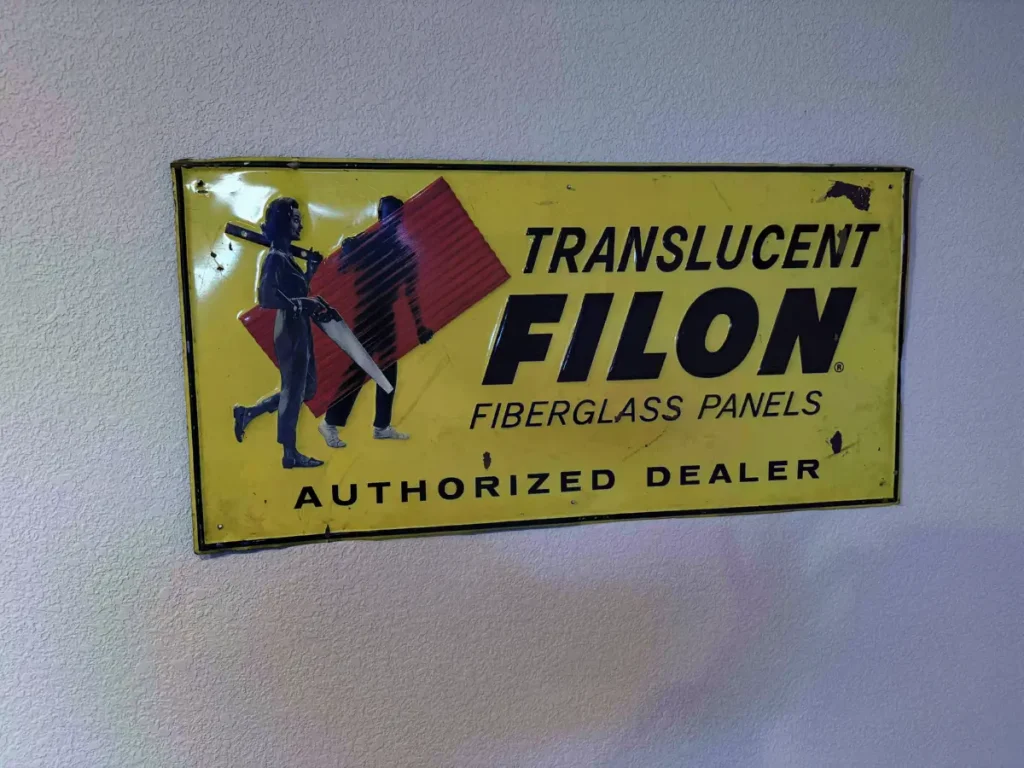 TRANSLUCENT
FILON®
FIBERGLASS PANELS
AUTHORIZED DEALER